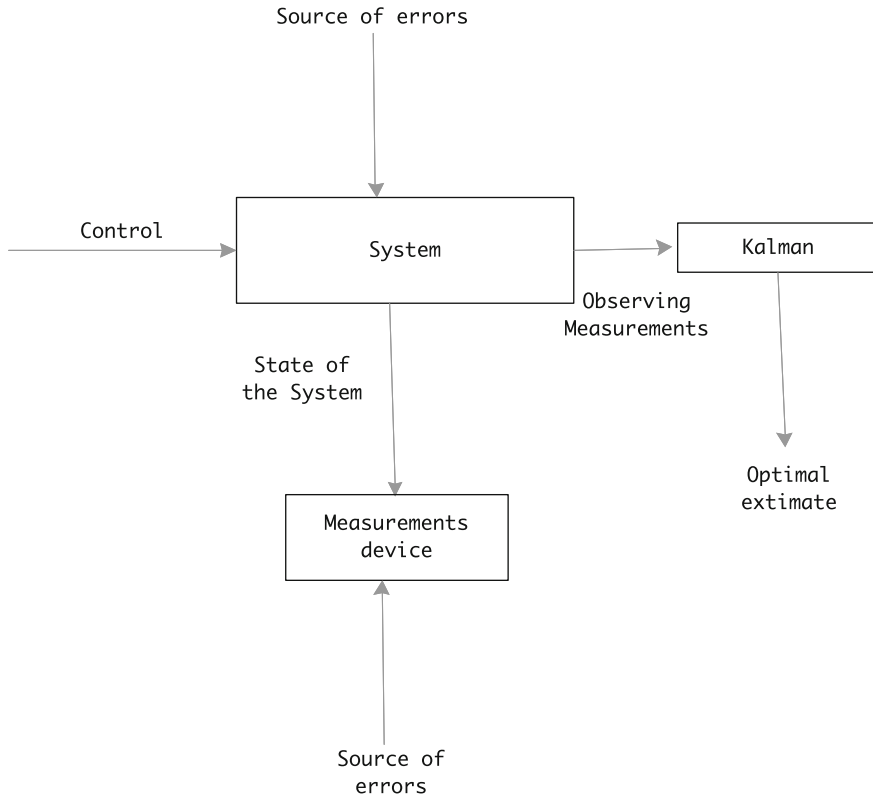 Source of errors
Control
System
Kalman
Observing
Measurements
State of
the System
Optimal
extimate
Measurements
device
Source of
errors